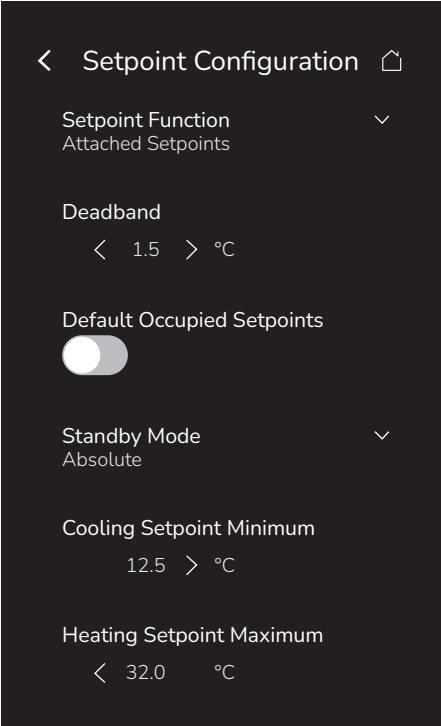 Setpoint Configuration
Setpoint Function
Attached Setpoints
Deadband
1.5 °C
Default Occupied Setpoints
Standby Mode
Absolute
Cooling Setpoint Minimum
12.5 °C
Heating Setpoint Maximum
32.0 °C